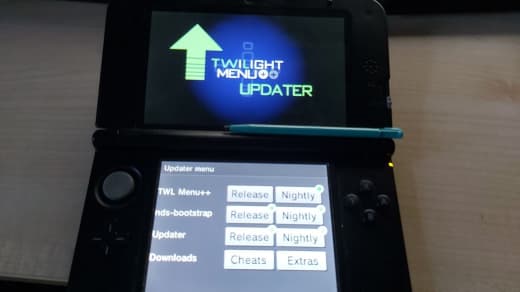 TWiLIGHT
MENU++
UPDATER
Updater menu
TWL Menu++ Release Nightly
nds-bootstrap Release Nightly
Updater Release Nightly
Downloads Cheats Extras